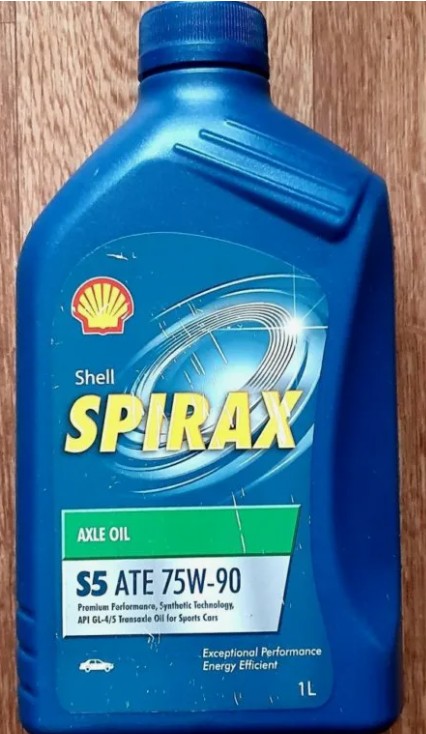 Shell
SPIRAX
AXLE OIL
S5 ATE 75W-90
Premium Performance, Synthetic Technology,
API GL-4/5 Transaxle Oil for Sports Cars
Exceptional Performance
Energy Efficient
1L